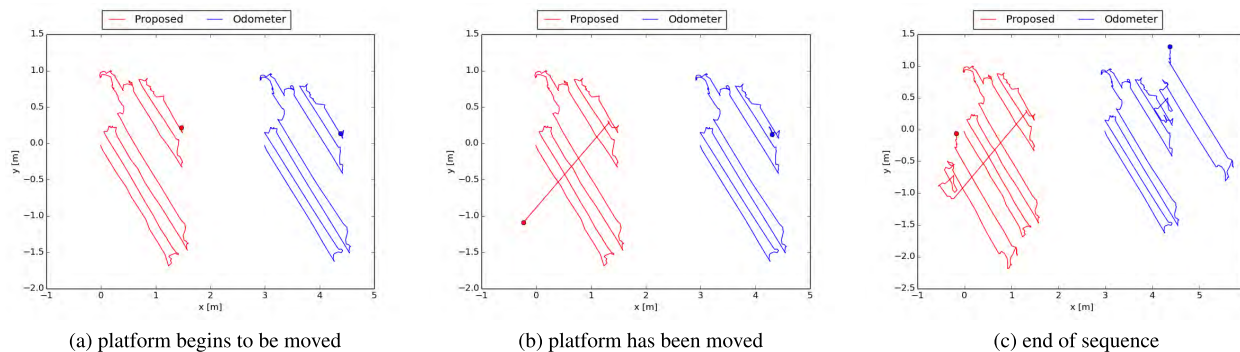 Proposed Odometer
1.5
1.0
0.5
0.0
−0.5
−1.0
−1.5
−2.0
y [m]
−1 0 1 2 3 4 5
x [m]
(a) platform begins to be moved
Proposed Odometer
1.5
1.0
0.5
0.0
−0.5
−1.0
−1.5
−2.0
y [m]
−1 0 1 2 3 4 5
x [m]
(b) platform has been moved
Proposed Odometer
1.5
1.0
0.5
0.0
−0.5
−1.0
−1.5
−2.0
−2.5
y [m]
−1 0 1 2 3 4 5
x [m]
(c) end of sequence